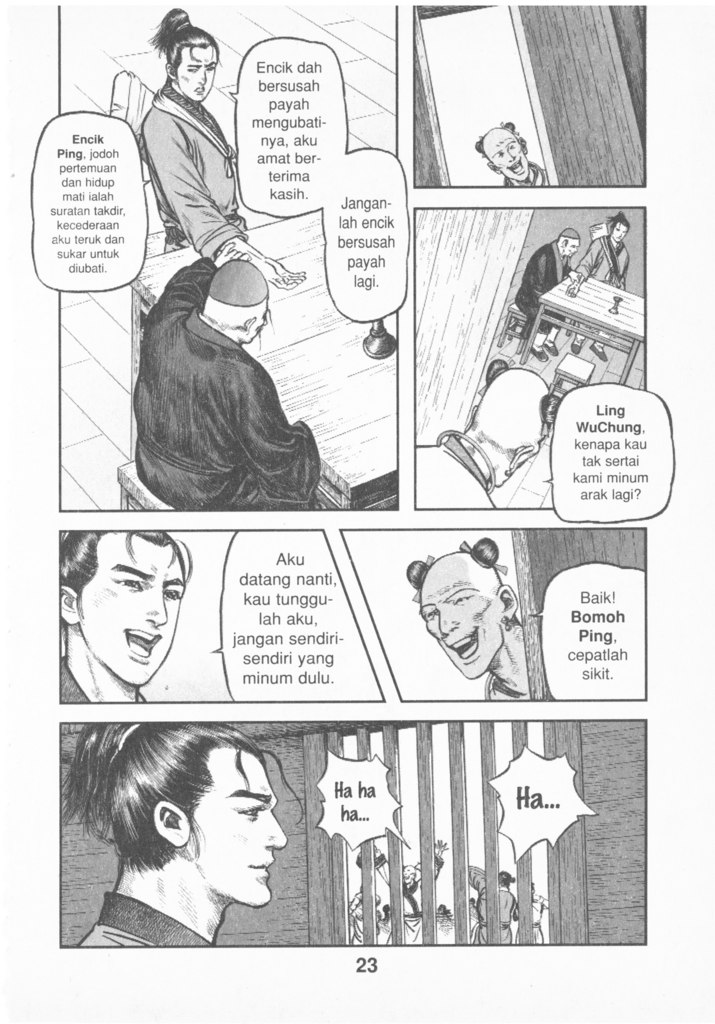 Encik dah
bersusah
payah
mengubati-
nya, aku
amat ber-
terima
kasih.
Encik
Ping, jodoh
pertemuan
dan hidup
mati ialah
suratan takdir,
kecederaan
aku teruk dan
sukar untuk
diubati.
Jangan-
lah encik
bersusah
payah
lagi.
Ling
WuChung,
kenapa kau
tak sertai
kami minum
arak lagi?
Aku
datang nanti,
kau tunggu-
lah aku,
jangan sendiri-
sendiri yang
minum dulu.
Baik!
Bomoh
Ping,
cepatlah
sikit.
Ha ha
ha...
Ha...
23